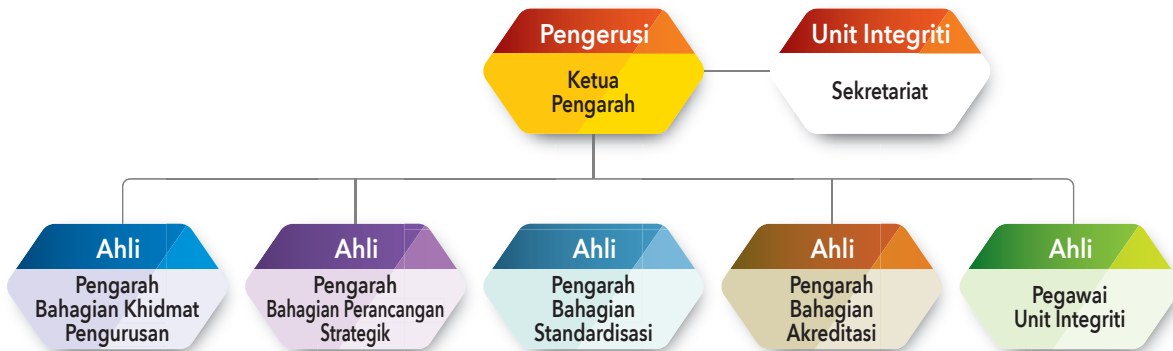 Pengerusi
Ketua
Pengarah
Unit Integriti
Sekretariat
Ahli
Pengarah
Bahagian Khidmat
Pengurusan
Ahli
Pengarah
Bahagian Perancangan
Strategik
Ahli
Pengarah
Bahagian
Standardisasi
Ahli
Pengarah
Bahagian
Akreditasi
Ahli
Pegawai
Unit Integriti